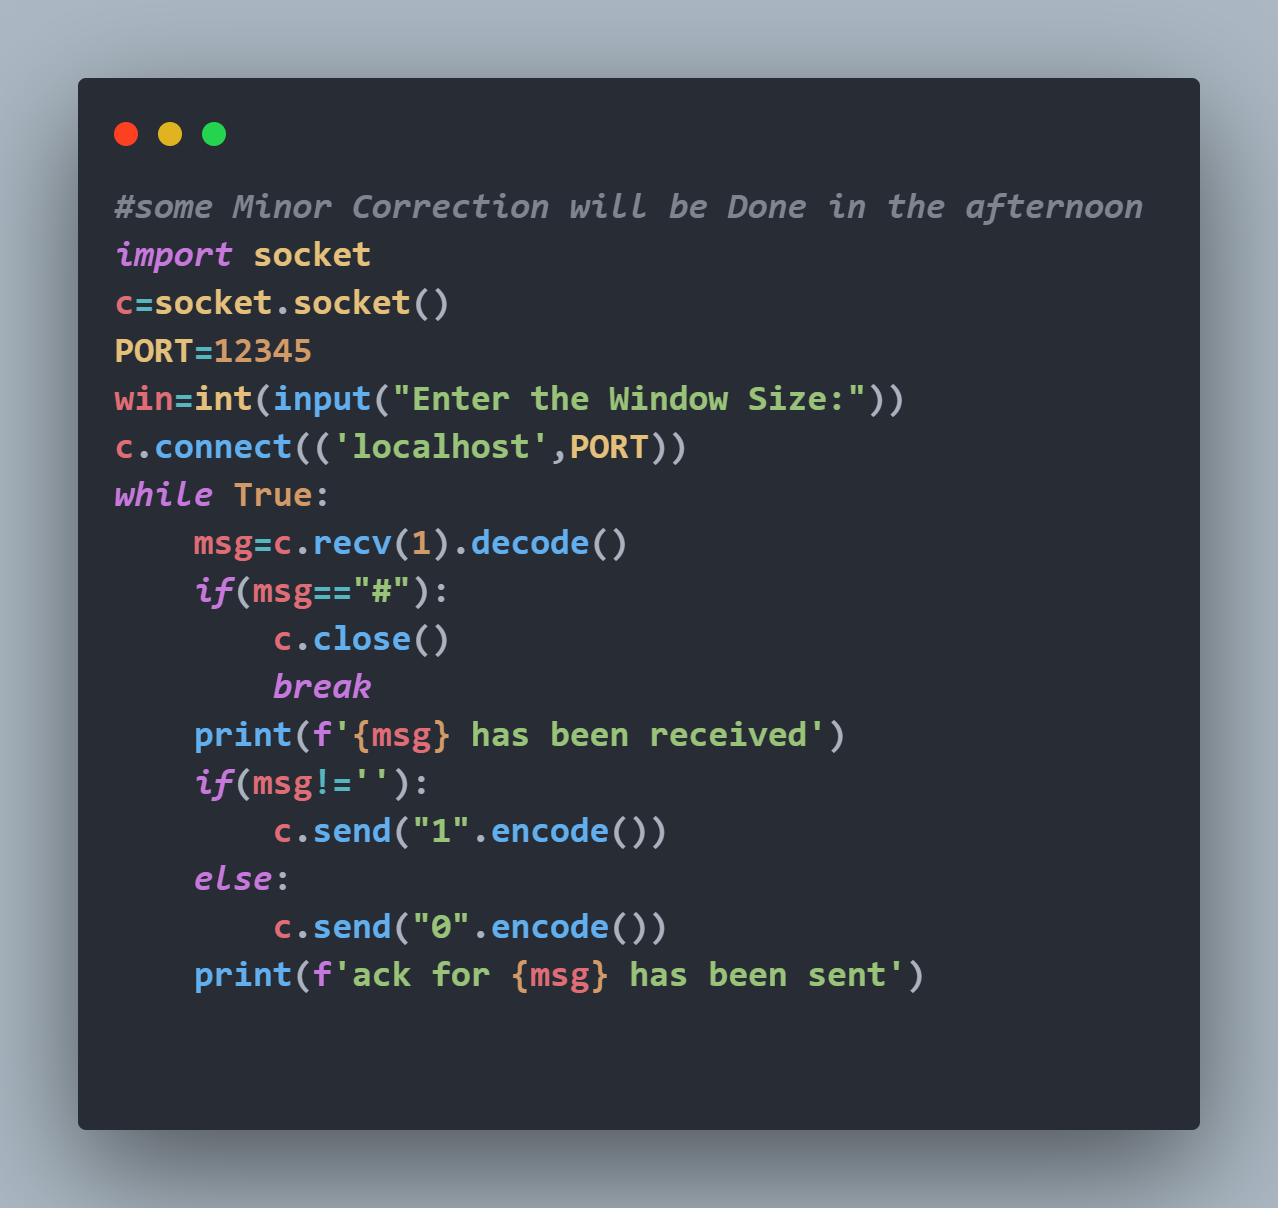 #some Minor Correction will be Done in the afternoon
import socket
c=socket.socket()
PORT=12345
win=int(input("Enter the Window Size:"))
c.connect(('localhost',PORT))
while True:
    msg=c.recv(1).decode()
    if(msg=="#"):
        c.close()
        break
    print(f'{msg} has been received')
    if(msg!=''):
        c.send("1".encode())
    else:
        c.send("0".encode())
    print(f'ack for {msg} has been sent')